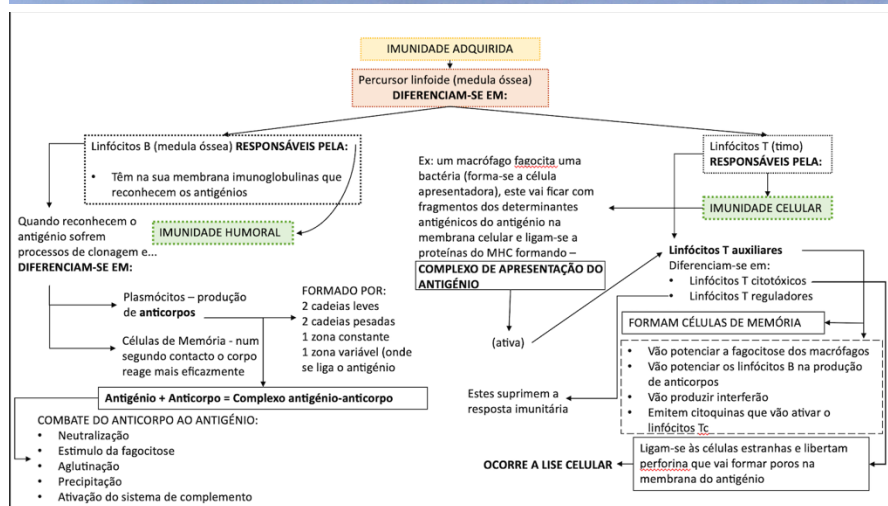 IMUNIDADE ADQUIRIDA
Percursor linfoide (medula óssea)
DIFERENCIAM-SE EM:
Linfócitos B (medula óssea) RESPONSÁVEIS PELA:
• Têm na sua membrana imunoglobulinas que
reconhecem os antigénios
Quando reconhecem o
antigénio sofrem
processos de clonagem e...
DIFERENCIAM-SE EM:
IMUNIDADE HUMORAL
Plasmócitos – produção
de anticorpos
Células de Memória - num
segundo contacto o corpo
reage mais eficazmente
FORMADO POR:
2 cadeias leves
2 cadeias pesadas
1 zona constante
1 zona variável (onde
se liga o antigénio
Antigénio + Anticorpo = Complexo antigénio-anticorpo
COMBATE DO ANTICORPO AO ANTIGÉNIO:
• Neutralização
• Estimulo da fagocitose
• Aglutinação
• Precipitação
• Ativação do sistema de complemento
Linfócitos T (timo)
RESPONSÁVEIS PELA:
IMUNIDADE CELULAR
Ex: um macrófago fagocita uma
bactéria (forma-se a célula
apresentadora), este vai ficar com
fragmentos dos determinantes
antigénicos do antigénio na
membrana celular e ligam-se a
proteínas do MHC formando –
COMPLEXO DE APRESENTAÇÃO DO
ANTIGÉNIO
(ativa)
Linfócitos T auxiliares
Diferenciam-se em:
• Linfócitos T citotóxicos
• Linfócitos T reguladores
FORMAM CÉLULAS DE MEMÓRIA
• Vão potenciar a fagocitose dos macrófagos
• Vão potenciar os linfócitos B na produção
de anticorpos
• Vão produzir interferão
• Emitem citoquinas que vão ativar o
linfócitos Tc
Estes suprimem a
resposta imunitária
Ligam-se às células estranhas e libertam
perforina que vai formar poros na
membrana do antigénio
OCORRE A LISE CELULAR